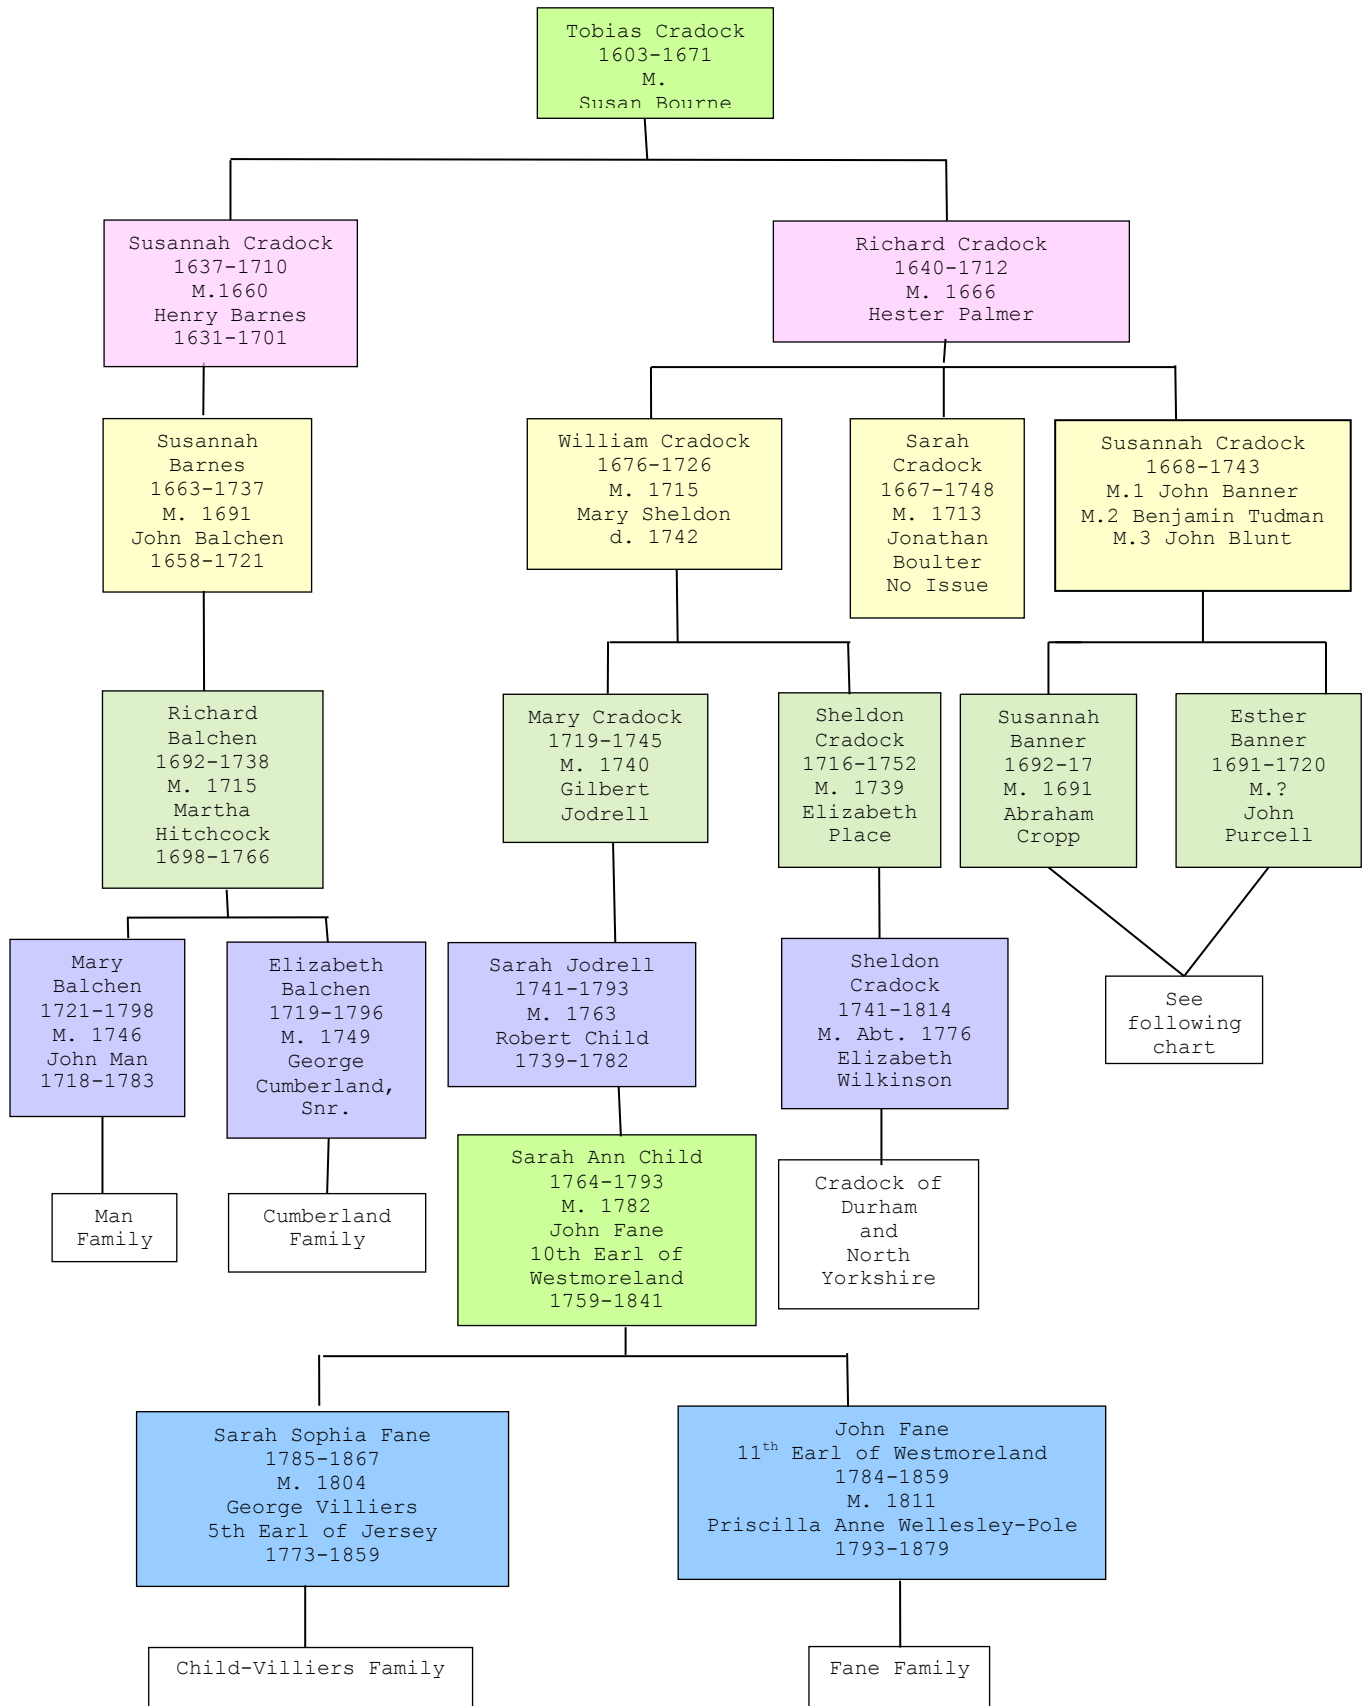 Tobias Cradock
1603-1671
M.
Susan Bourne
Susannah Cradock
1637-1710
M.1660
Henry Barnes
1631-1701
Richard Cradock
1640-1712
M. 1666
Hester Palmer
Susannah
Barnes
1663-1737
M. 1691
John Balchen
1658-1721
William Cradock
1676-1726
M. 1715
Mary Sheldon
d. 1742
Sarah
Cradock
1667-1748
M. 1713
Jonathan
Boulter
No Issue
Susannah Cradock
1668-1743
M.1 John Banner
M.2 Benjamin Tudman
M.3 John Blunt
Richard
Balchen
1692-1738
M. 1715
Martha
Hitchcock
1698-1766
Mary Cradock
1719-1745
M. 1740
Gilbert
Jodrell
Sheldon
Cradock
1716-1752
M. 1739
Elizabeth
Place
Susannah
Banner
1692-17
M. 1691
Abraham
Cropp
Esther
Banner
1691-1720
M.?
John
Purcell
Mary
Balchen
1721-1798
M. 1746
John Man
1718-1783
Elizabeth
Balchen
1719-1796
M. 1749
George
Cumberland,
Snr.
Sarah Jodrell
1741-1793
M. 1763
Robert Child
1739-1782
Sheldon
Cradock
1741-1814
M. Abt. 1776
Elizabeth
Wilkinson
See
following
chart
Man
Family
Cumberland
Family
Sarah Ann Child
1764-1793
M. 1782
John Fane
10th Earl of
Westmoreland
1759-1841
Cradock of
Durham
and
North
Yorkshire
Sarah Sophia Fane
1785-1867
M. 1804
George Villiers
5th Earl of Jersey
1773-1859
John Fane
11th Earl of Westmoreland
1784-1859
M. 1811
Priscilla Anne Wellesley-Pole
1793-1879
Child-Villiers Family
Fane Family